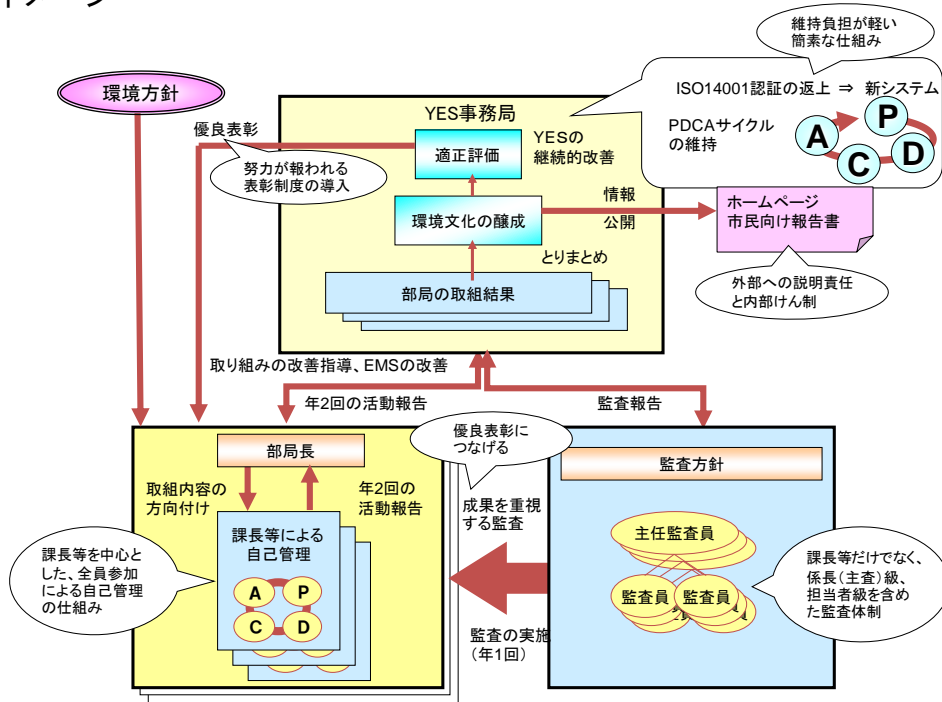 イメージ
維持負担が軽い
簡素な仕組み
環境方針
ISO14001認証の返上 ⇒ 新システム
PDCAサイクル
の維持
A
P
C
D
YES事務局
優良表彰
適正評価
YESの
継続的改善
努力が報われる
表彰制度の導入
環境文化の醸成
情報
公開
ホームページ
市民向け報告書
とりまとめ
部局の取組結果
外部への説明責任
と内部けん制
取り組みの改善指導、EMSの改善
年2回の活動報告
監査報告
優良表彰に
つなげる
部局長
監査方針
取組内容の
方向付け
年2回の
活動報告
成果を重視
する監査
課長等による
自己管理
主任監査員
課長等を中心と
した、全員参加
による自己管理
の仕組み
A
P
C
D
監査員
監査員
課長等だけでなく、
係長(主査)級、
担当者級を含め
た監査体制
監査の実施
(年1回)